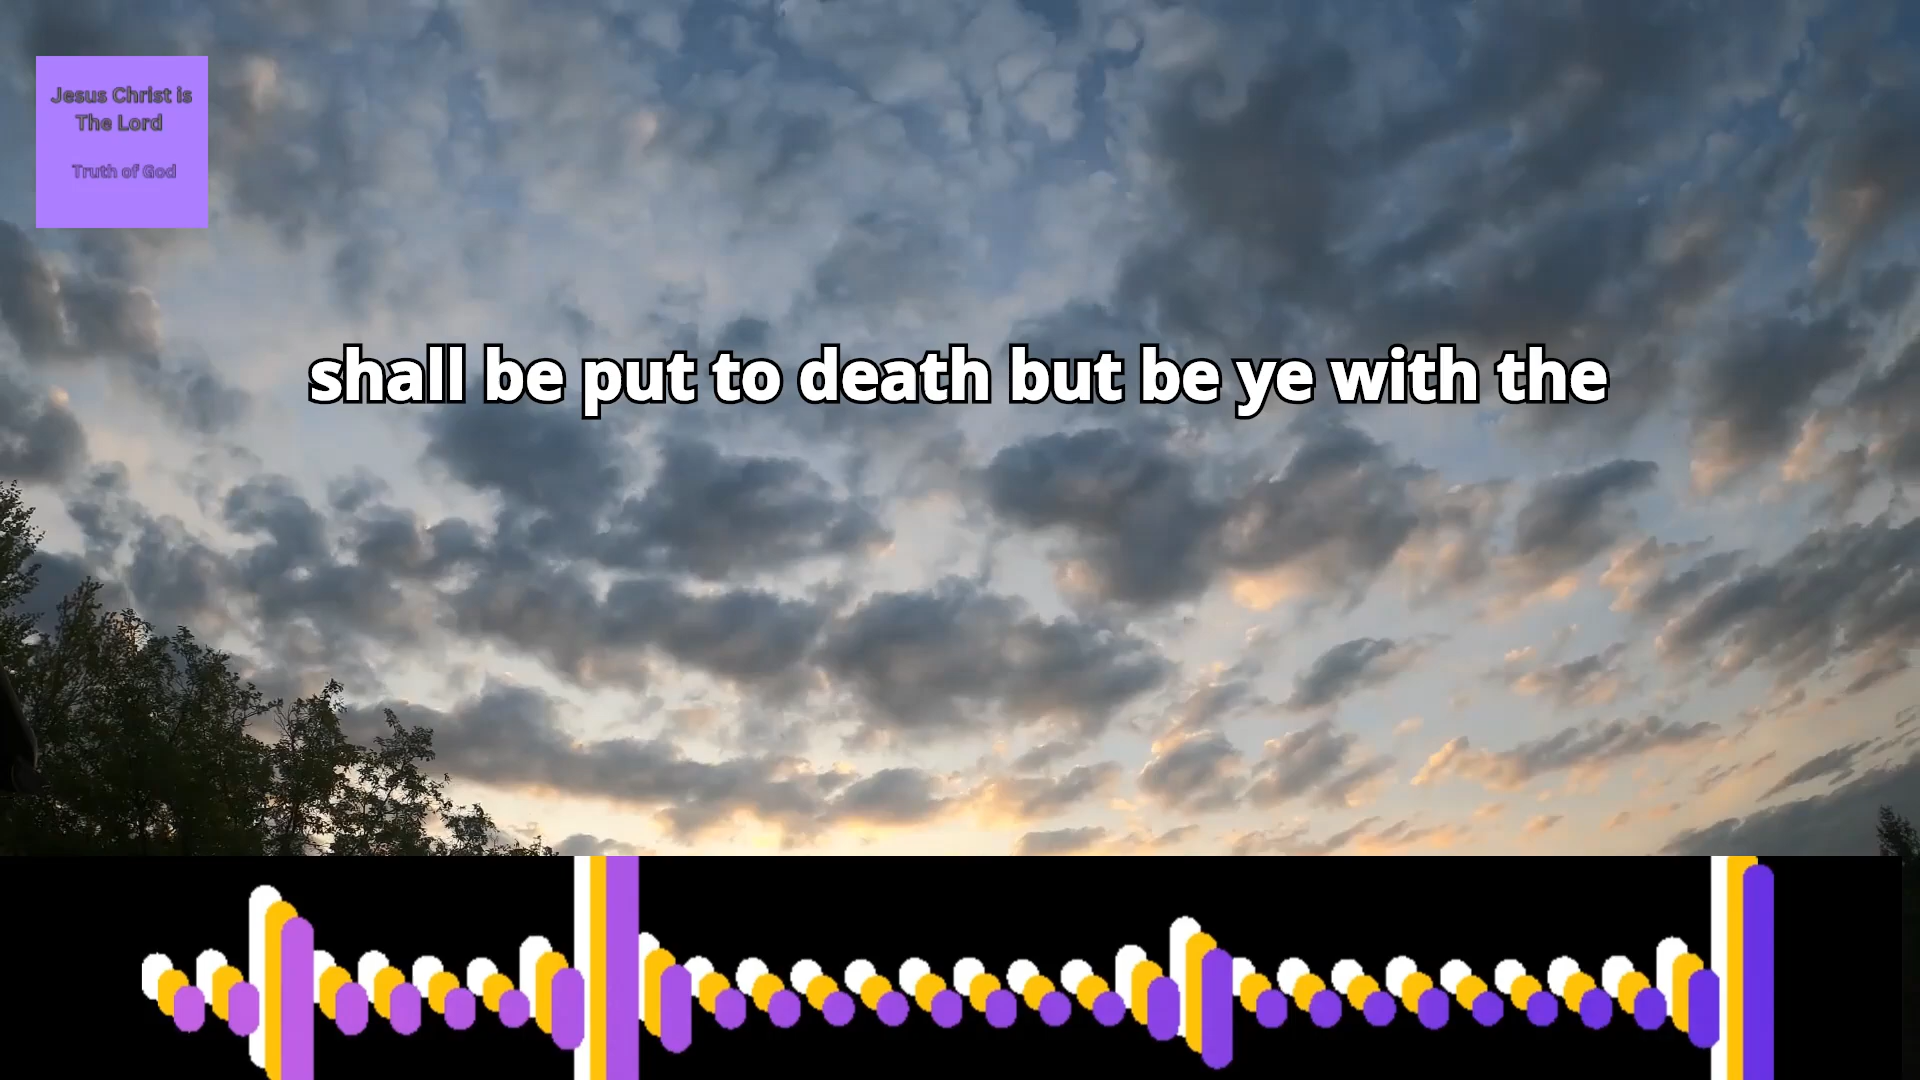 Jesus Christ is
The Lord
Truth of God
shall be put to death but be ye with the